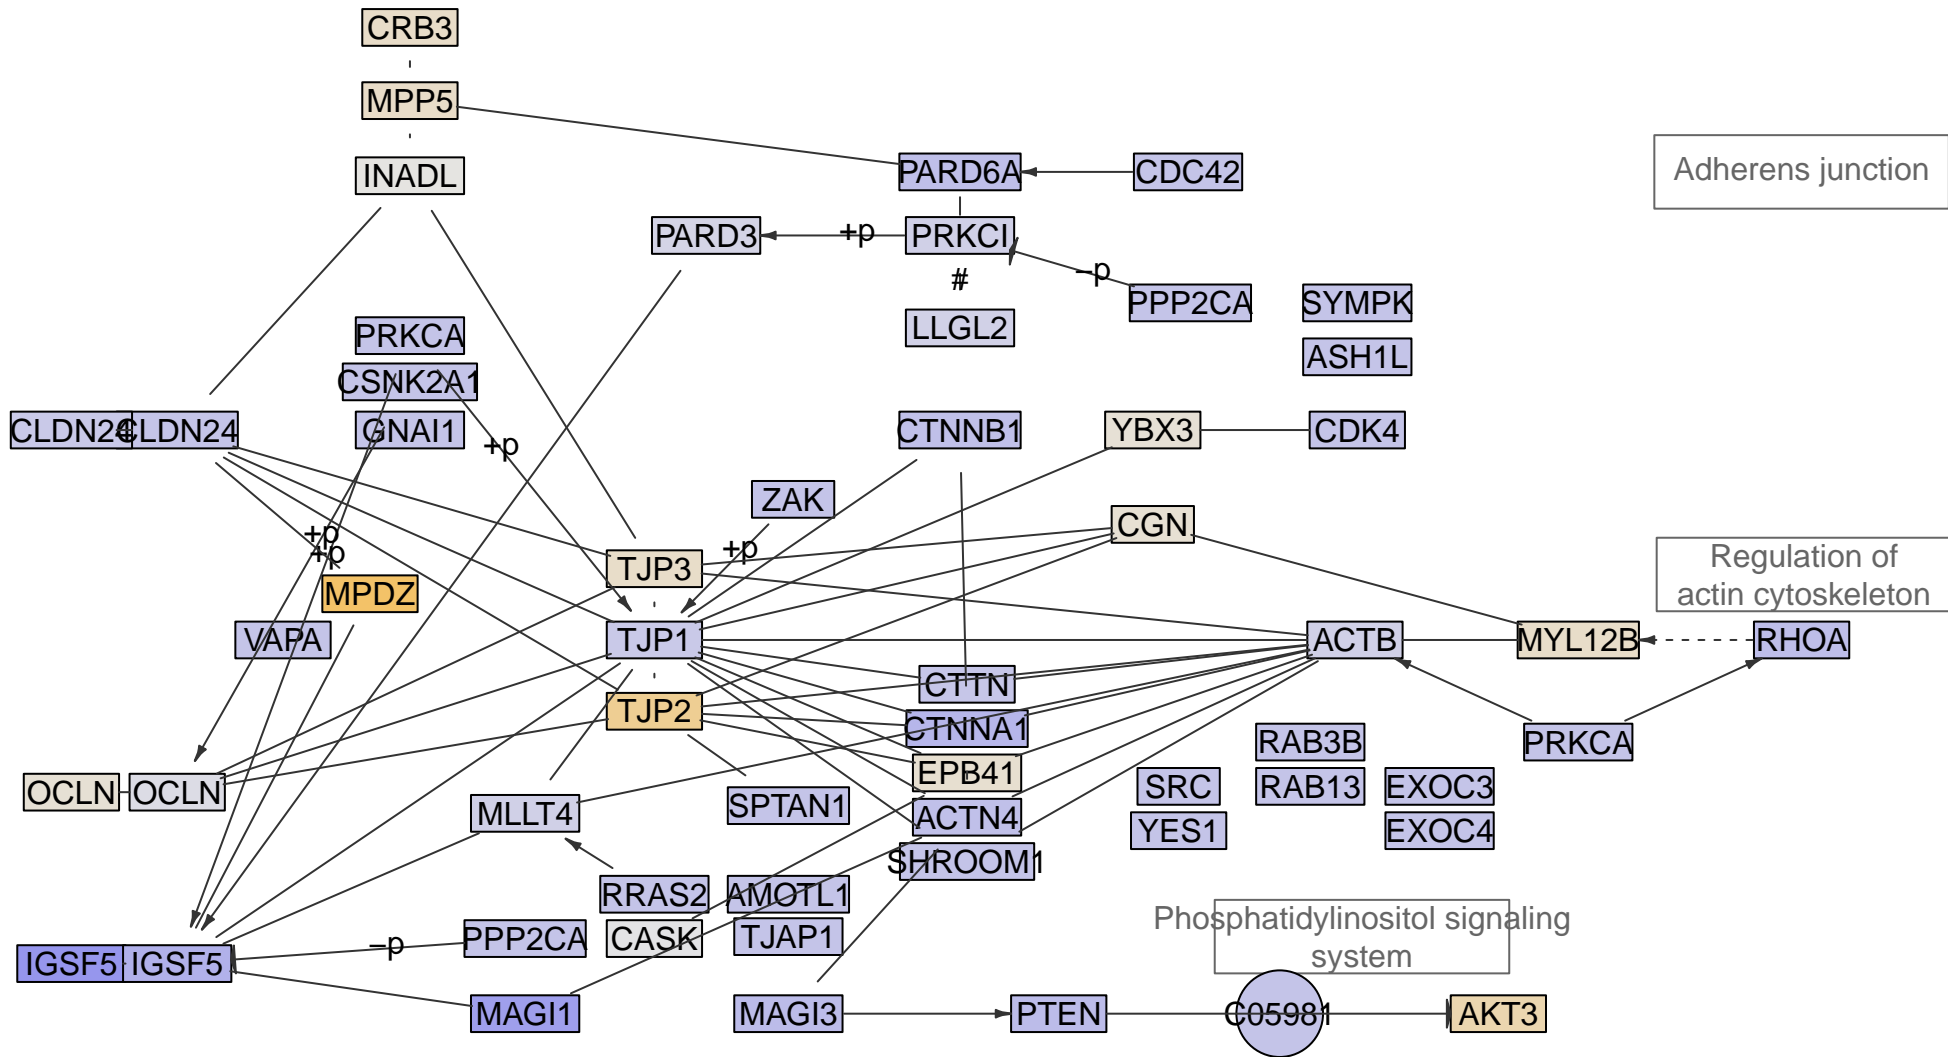 CRB3
MPP5
Adherens junction
INADL
PARD6A
CDC42
PARD3
+p
PRKCI
–p
#
PPP2CA
SYMPK
PRKCA
LLGL2
ASH1L
CSNK2A1
CLDN24
CLDN24
GNAI1
+p
CTNNB1
YBX3
CDK4
ZAK
CGN
+p
+p
+p
TJP3
Regulation of
actin cytoskeleton
MPDZ
VAPA
TJP1
ACTB
MYL12B
RHOA
CTTN
TJP2
CTNNA1
RAB3B
PRKCA
OCLN
OCLN
EPB41
SRC
RAB13
EXOC3
MLLT4
SPTAN1
ACTN4
YES1
EXOC4
SHROOM1
RRAS2
AMOTL1
Phosphatidylinositol signaling
system
–p
PPP2CA
CASK
TJAP1
IGSF5
IGSF5
MAGI1
MAGI3
PTEN
C05981
AKT3